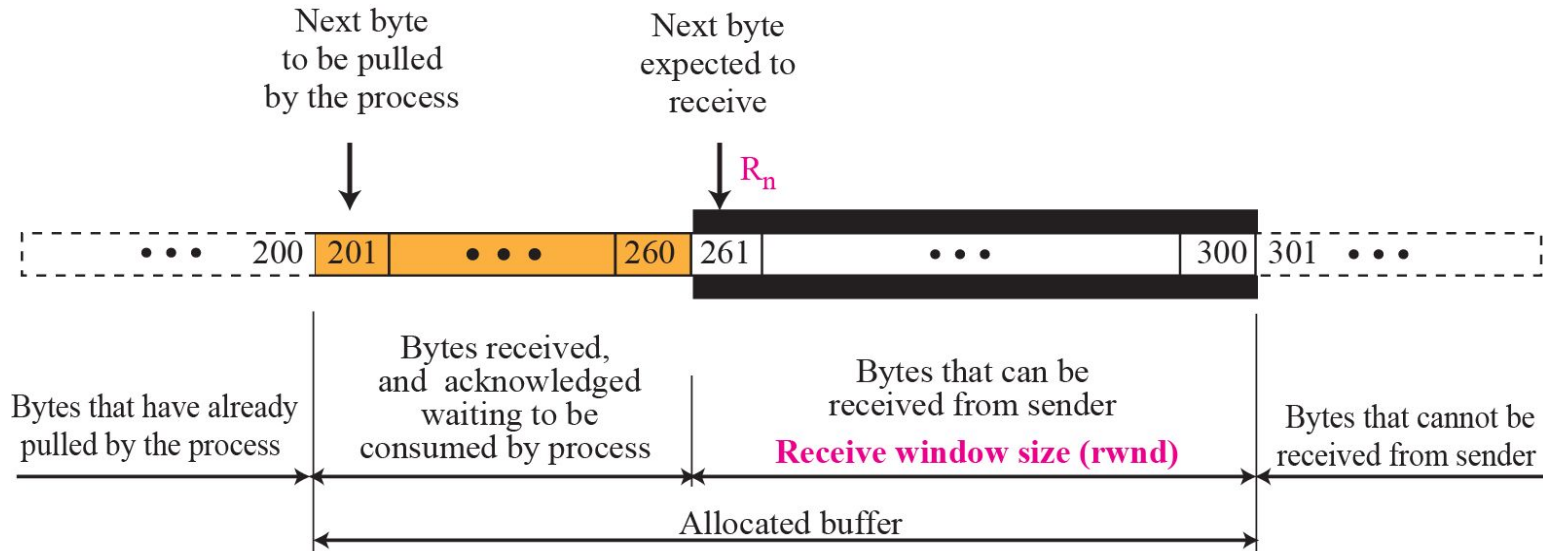 Next byte
to be pulled
by the process
Next byte
expected to
receive
Rn
• • • 200 201 • • • 260 261 • • • 300 301 • • •
Bytes that have already
pulled by the process
Bytes received,
and acknowledged
waiting to be
consumed by process
Bytes that can be
received from sender
Receive window size (rwnd)
Bytes that cannot be
received from sender
Allocated buffer